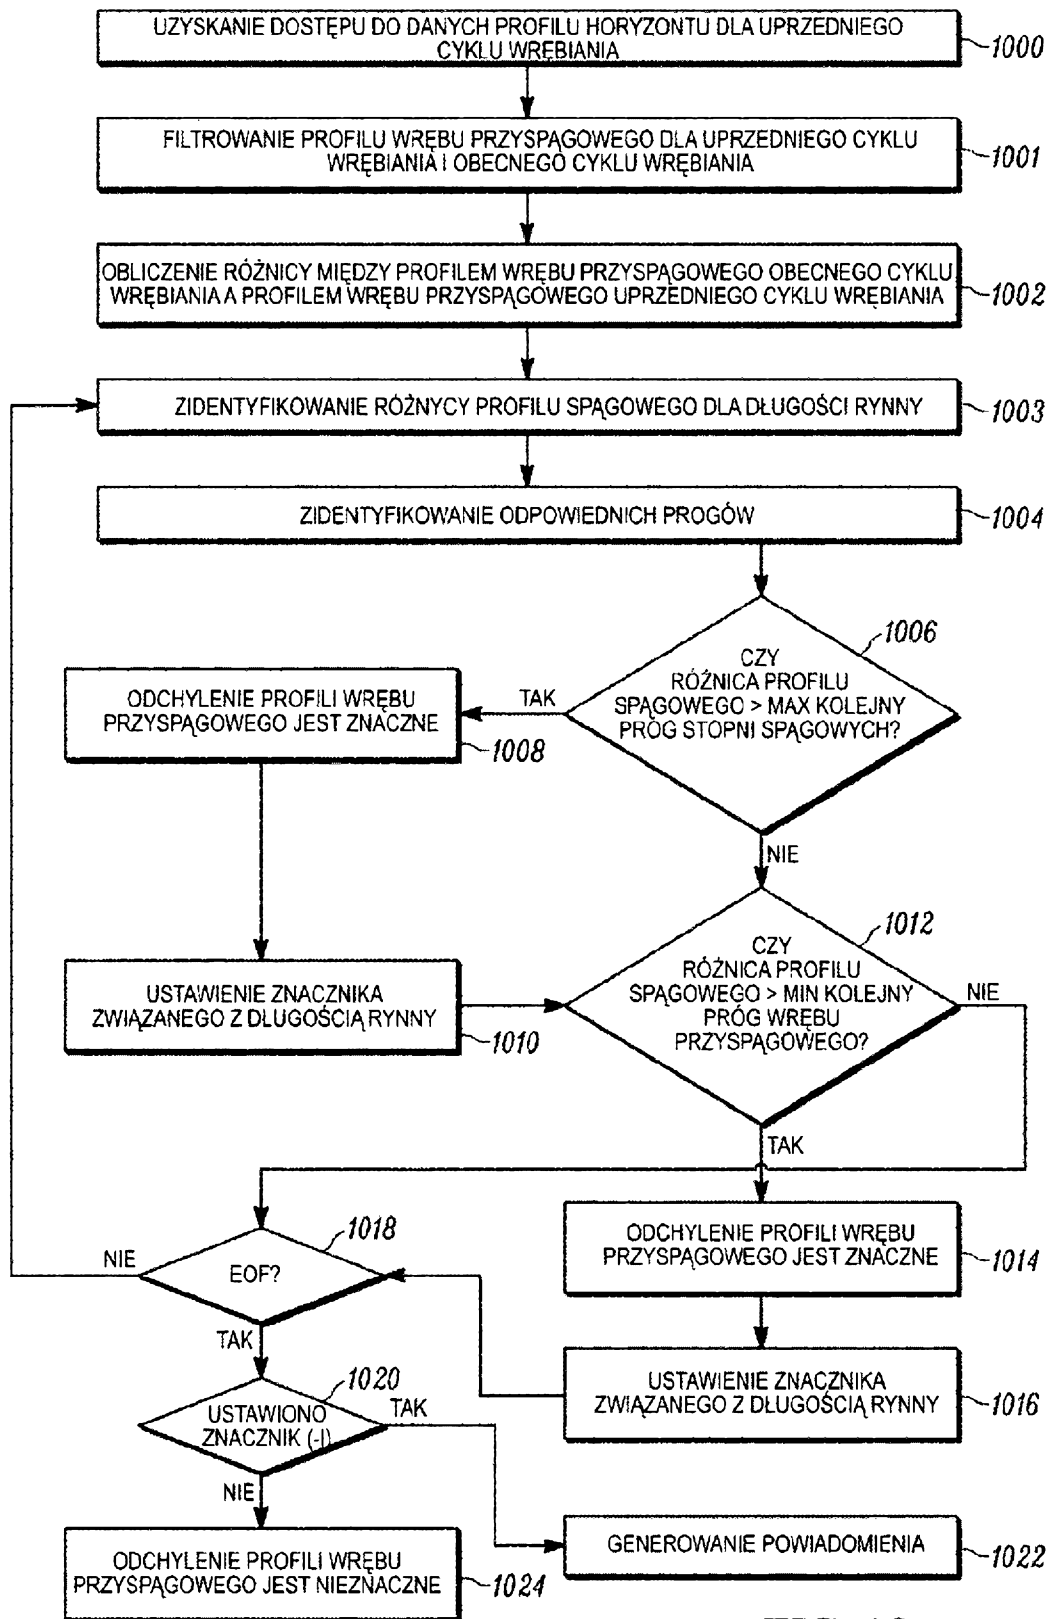 UZYSKANIE DOSTĘPU DO DANYCH PROFILU HORYZONTU DLA UPRZEDNIEGO
CYKLU WRĘBIANIA
1000
FILTROWANIE PROFILU WRĘBU PRZYSPĄGOWEGO DLA UPRZEDNIEGO CYKLU
WRĘBIANIA I OBECNEGO CYKLU WRĘBIANIA
1001
OBLICZENIE RÓŻNICY MIĘDZY PROFILEM WRĘBU PRZYSPĄGOWEGO OBECNEGO CYKLU
WRĘBIANIA A PROFILEM WRĘBU PRZYSPĄGOWEGO UPRZEDNIEGO CYKLU WRĘBIANIA
1002
ZIDENTYFIKOWANIE RÓŻNYCY PROFILU SPĄGOWEGO DLA DŁUGOŚCI RYNNY
1003
ZIDENTYFIKOWANIE ODPOWIEDNICH PROGÓW
1004
1006
CZY
RÓŻNICA PROFILU
SPĄGOWEGO > MAX KOLEJNY
PRÓG STOPNI SPĄGOWYCH?
TAK
ODCHYLENIE PROFILI WRĘBU
PRZYSPĄGOWEGO JEST ZNACZNE
1008
NIE
1012
CZY
RÓŻNICA PROFILU
SPĄGOWEGO > MIN KOLEJNY
PRÓG WRĘBU
PRZYSPĄGOWEGO?
NIE
USTAWIENIE ZNACZNIKA
ZWIĄZANEGO Z DŁUGOŚCIĄ RYNNY
1010
TAK
ODCHYLENIE PROFILI WRĘBU
PRZYSPĄGOWEGO JEST ZNACZNE
1014
1018
NIE
EOF?
TAK
USTAWIENIE ZNACZNIKA
ZWIĄZANEGO Z DŁUGOŚCIĄ RYNNY
1016
1020
USTAWIONO
ZNACZNIK (-I)
TAK
NIE
GENEROWANIE POWIADOMIENIA
1022
ODCHYLENIE PROFILI WRĘBU
PRZYSPĄGOWEGO JEST NIEZNACZNE
1024